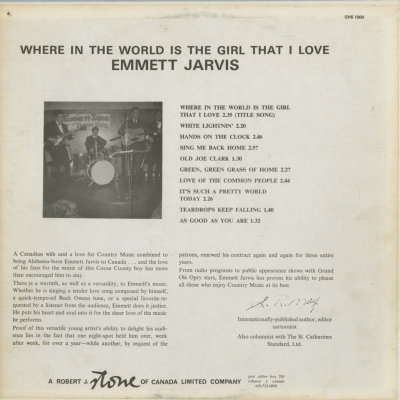 CHS 1000
WHERE IN THE WORLD IS THE GIRL THAT I LOVE
EMMETT JARVIS
WHERE IN THE WORLD IS THE GIRL
THAT I LOVE 2.35 (TITLE SONG)
WHITE LIGHTNIN' 2.20
HANDS ON THE CLOCK 2.46
SING ME BACK HOME 2.57
OLD JOE CLARK 1.30
GREEN, GREEN GRASS OF HOME 2.27
LOVE OF THE COMMON PEOPLE 2.44
IT'S SUCH A PRETTY WORLD
TODAY 2.26
TEARDROPS KEEP FALLING 1.40
AS GOOD AS YOU ARE 1.32
A Canadian wife and a love for Country Music combined to
bring Alabama-born Emmett Jarvis to Canada . . . and the love
of his fans for the music of this Coosa County boy has more
than encouraged him to stay.
There is a warmth, as well as a versatility, to Emmett's music.
Whether he is singing a tender love song composed by himself,
a quick-tempoed Buck Owens tune, or a special favorite re-
quested by a listener from the audience, Emmett does it justice.
He puts his heart and soul into it for the sheer love of the music
he performs.
Proof of this versatile young artist's ability to delight his audi-
ence lies in the fact that one night-spot held him over, week
after week, for over a year—while another, by request of the
patrons, renewed his contract again and again for three entire
years.
From radio programs to public appearance shows with Grand
Ole Opry stars, Emmett Jarvis has proven his ability to please
all those who enjoy Country Music at its best.
Internationally-published author, editor
cartoonist
Also columnist with The St. Catharines
Standard, Ltd.
A ROBERT J. Stone OF CANADA LIMITED COMPANY
post office box
canada